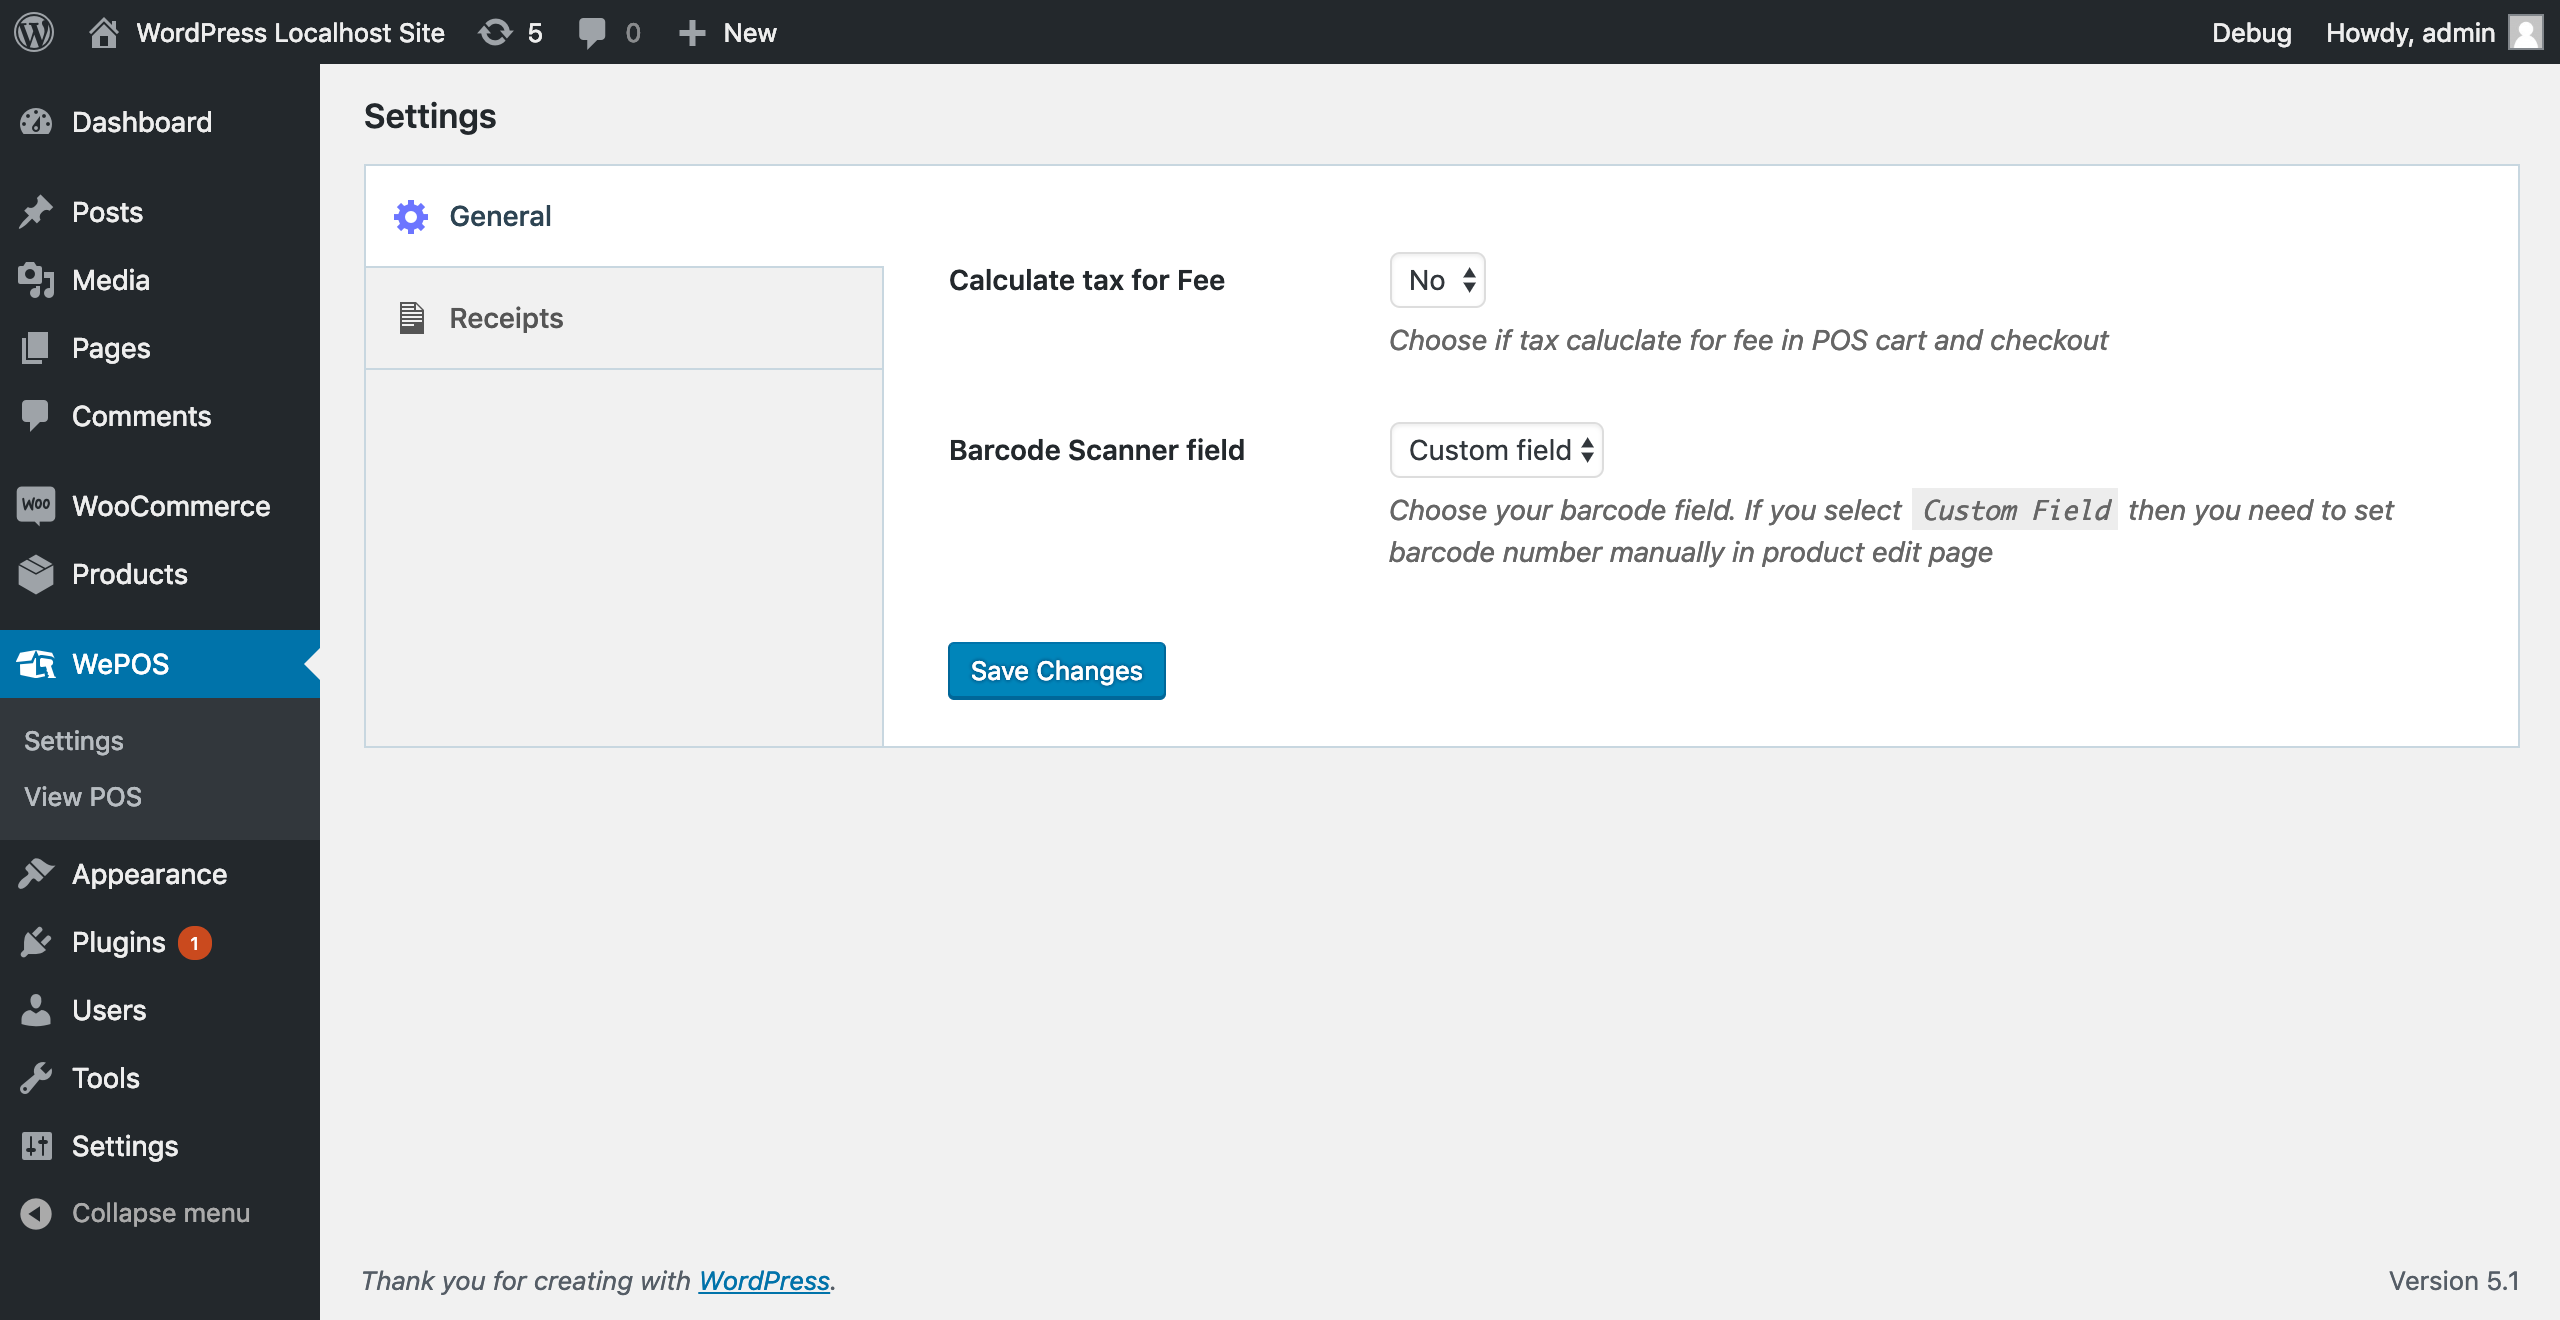 WordPress Localhost Site 5 0 New Debug Howdy, admin
Dashboard
Posts
Media
Pages
Comments
Woo WooCommerce
Products
WePOS
Settings
View POS
Appearance
Plugins 1
Users
Tools
Settings
Collapse menu
Settings
General
Receipts
Calculate tax for Fee No
Choose if tax caluclate for fee in POS cart and checkout
Barcode Scanner field Custom field
Choose your barcode field. If you select Custom Field then you need to set
barcode number manually in product edit page
Save Changes
Thank you for creating with WordPress. Version 5.1